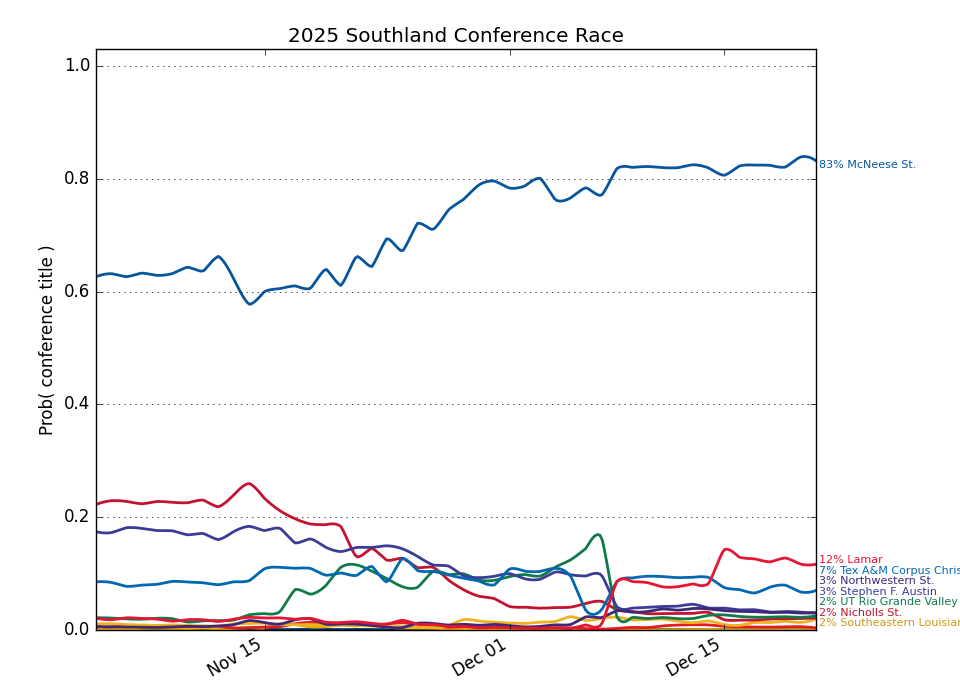 2025 Southland Conference Race
Prob( conference title )
1.0
0.8
0.6
0.4
0.2
0.0
Nov 15
Dec 01
Dec 15
83% McNeese St.
12% Lamar
7% Tex A&M Corpus Chris
3% Northwestern St.
3% Stephen F. Austin
2% UT Rio Grande Valley
2% Nicholls St.
2% Southeastern Louisian